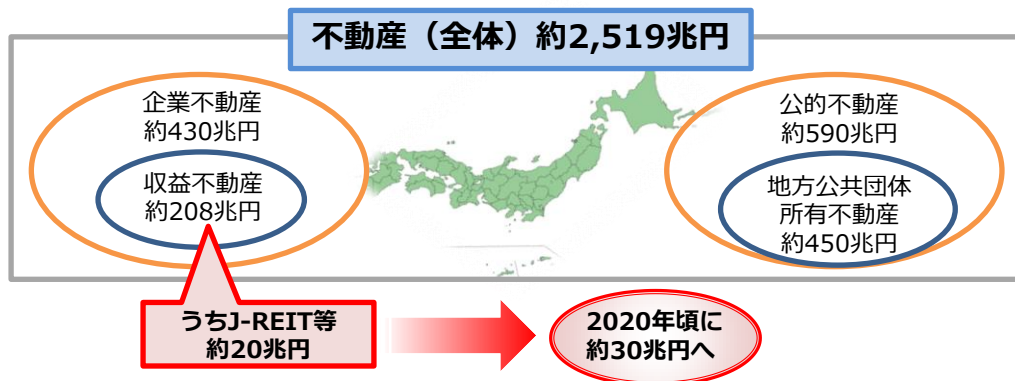 不動産（全体）約2,519兆円
企業不動産
約430兆円
収益不動産
約208兆円
公的不動産
約590兆円
地方公共団体
所有不動産
約450兆円
うちJ-REIT等
約20兆円
2020年頃に
約30兆円へ